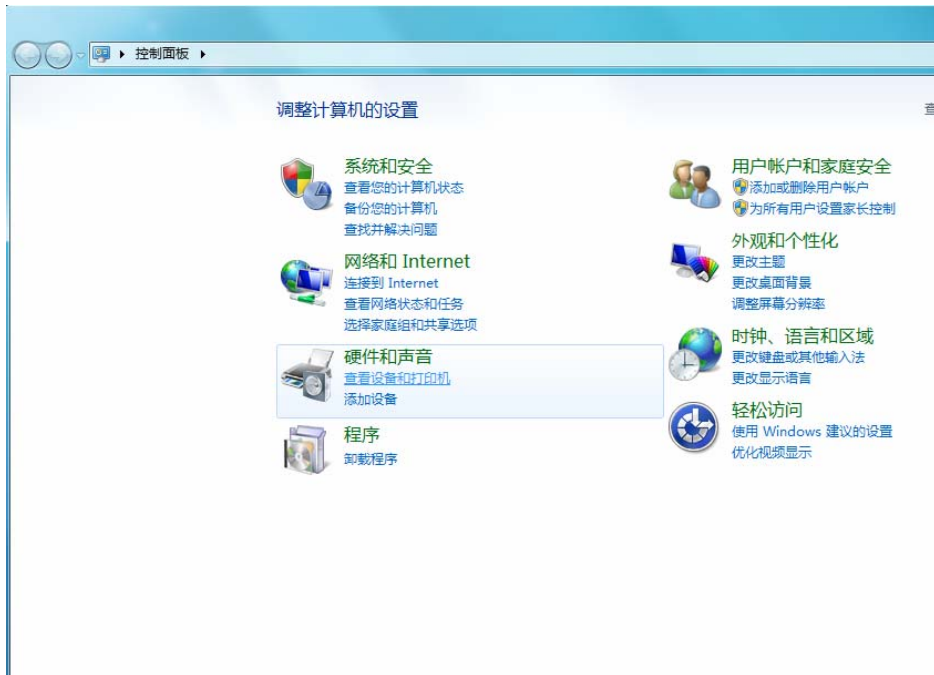 控制面板
调整计算机的设置
查
系统和安全
查看您的计算机状态
备份您的计算机
查找并解决问题
网络和 Internet
连接到 Internet
查看网络状态和任务
选择家庭组和共享选项
硬件和声音
查看设备和打印机
添加设备
程序
卸载程序
用户帐户和家庭安全
添加或删除用户帐户
为所有用户设置家长控制
外观和个性化
更改主题
更改桌面背景
调整屏幕分辨率
时钟、语言和区域
更改键盘或其他输入法
更改显示语言
轻松访问
使用 Windows 建议的设置
优化视频显示